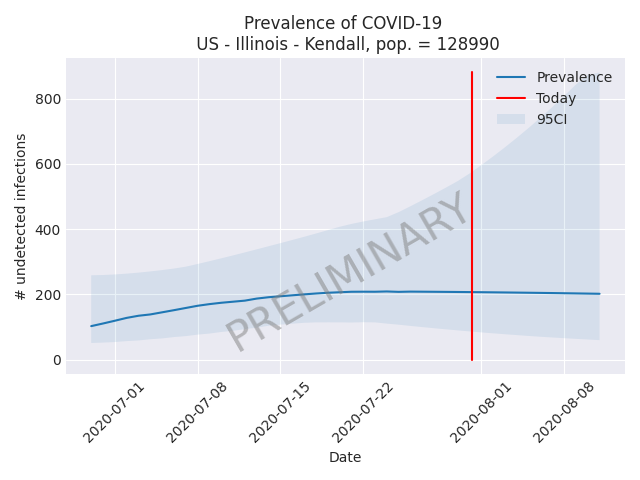 Prevalence of COVID-19
US - Illinois - Kendall, pop. = 128990
Prevalence
Today
95CI
# undetected infections
800
600
400
200
0
PRELIMINARY
2020-07-01
2020-07-08
2020-07-15
2020-07-22
2020-08-01
2020-08-08
Date